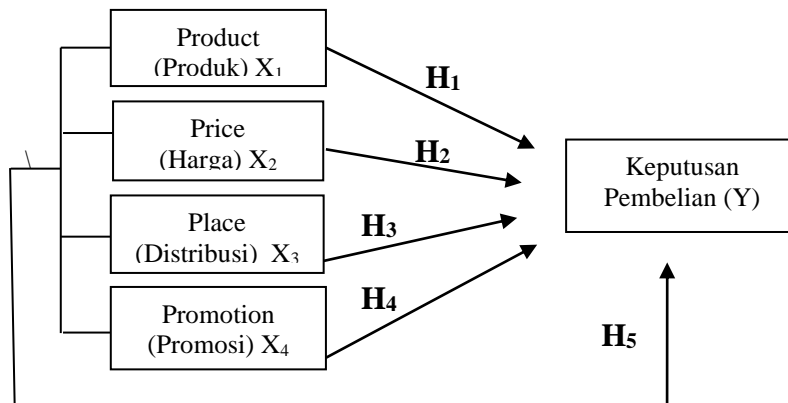 Product
(Produk) X₁
H₁
Price
(Harga) X₂
H₂
Keputusan
Pembelian (Y)
Place
(Distribusi) X₃
H₃
Promotion
(Promosi) X₄
H₄
H₅